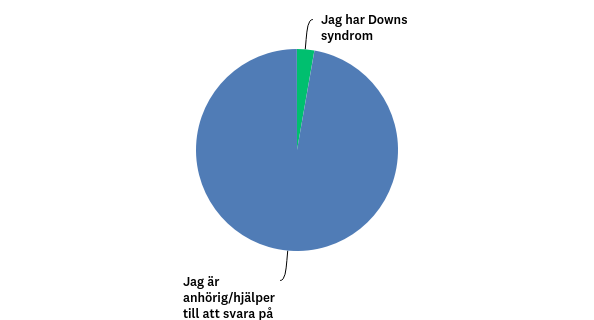 Jag har Downs
syndrom
Jag är
anhörig/hjälper
till att svara på